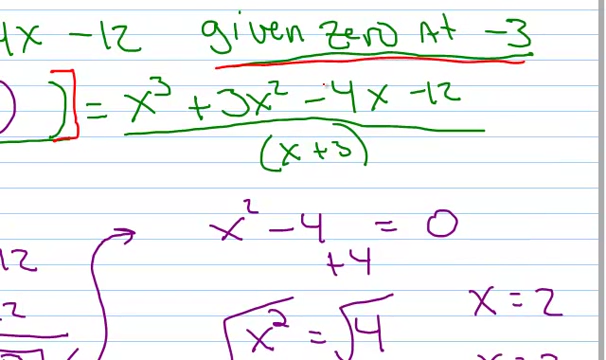 4x -12 given zero At -3
)] = x³ + 3x² - 4x - 12
(x + 3)
x² - 4 = 0
12 +4
2 x = 2
√x² = √4